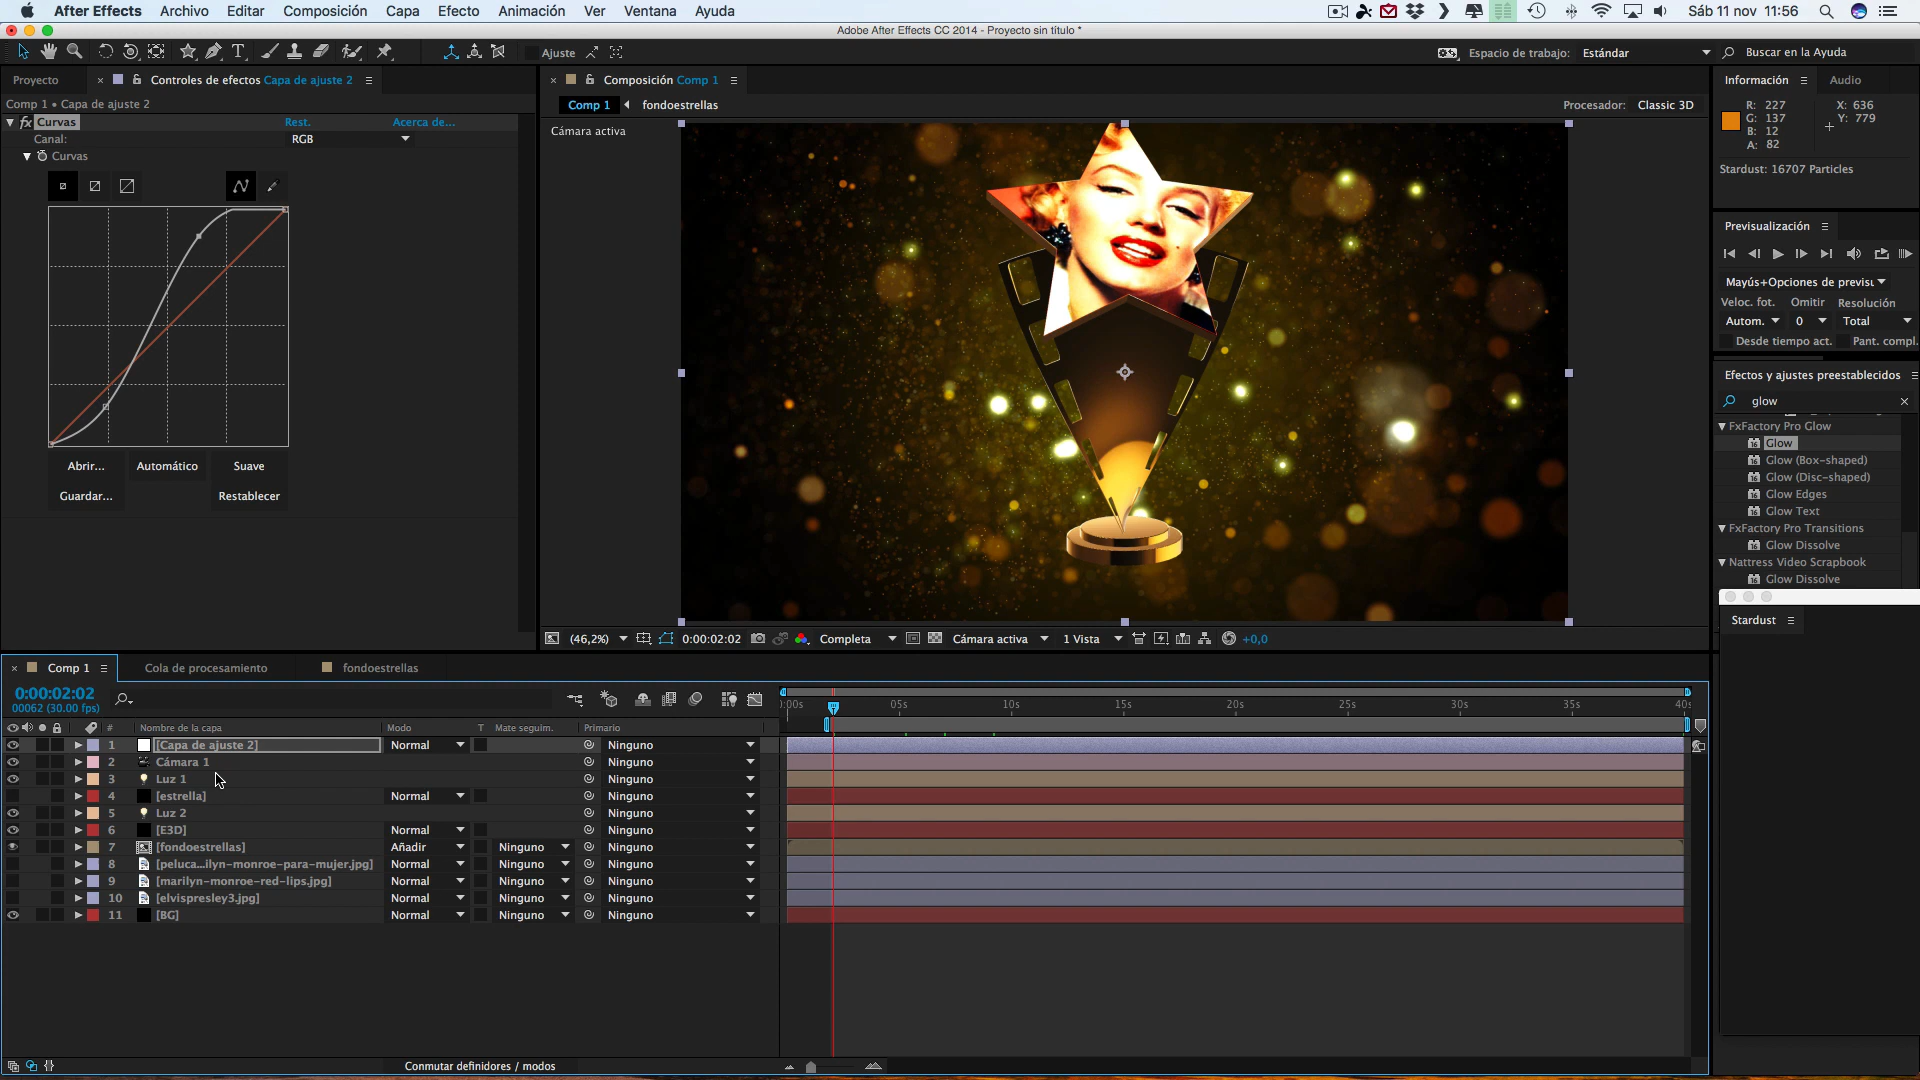 After Effects Archivo Editar Composición Capa Efecto Animación Ver Ventana Ayuda Sáb 11 nov 11:56
Adobe After Effects CC 2014 - Proyecto sin título *
Ajuste Espacio de trabajo: Estándar Buscar en la Ayuda
Proyecto × Controles de efectos Capa de ajuste 2
× Composición Comp 1
Información Audio
Comp 1 • Capa de ajuste 2
Comp 1 fondoestrellas Procesador: Classic 3D
R: 227 X: 636
G: 137 Y: 779
B: 12
A: 82
fx Curvas Rest. Acerca de...
Canal: RGB
Curvas
Cámara activa
Stardust: 16707 Particles
Previsualización
Mayús+Opciones de previsu
Veloc. fot. Omitir Resolución
Autom. 0 Total
Desde tiempo act. Pant. compl.
Efectos y ajustes preestablecidos
glow
FxFactory Pro Glow
Glow
Glow (Box-shaped)
Glow (Disc-shaped)
Glow Edges
Glow Text
FxFactory Pro Transitions
Glow Dissolve
Nattress Video Scrapbook
Glow Dissolve
Stardust
Abrir... Automático Suave
Guardar... Restablecer
(46,2%) 0:00:02:02 Completa Cámara activa 1 Vista +0,0
× Comp 1 Cola de procesamiento fondoestrellas
0:00:02:02
00062 (30.00 fps)
):00s 05s 10s 15s 20s 25s 30s 35s 40s
# Nombre de la capa Modo T Mate seguim. Primario
1 [Capa de ajuste 2] Normal Ninguno
2 Cámara 1 Ninguno
3 Luz 1 Ninguno
4 [estrella] Normal Ninguno
5 Luz 2 Ninguno
6 [E3D] Normal Ninguno
7 [fondoestrellas] Añadir Ninguno Ninguno
8 [peluca...ilyn-monroe-para-mujer.jpg] Normal Ninguno Ninguno
9 [marilyn-monroe-red-lips.jpg] Normal Ninguno Ninguno
10 [elvispresley3.jpg] Normal Ninguno Ninguno
11 [BG] Normal Ninguno Ninguno
Conmutar definidores / modos